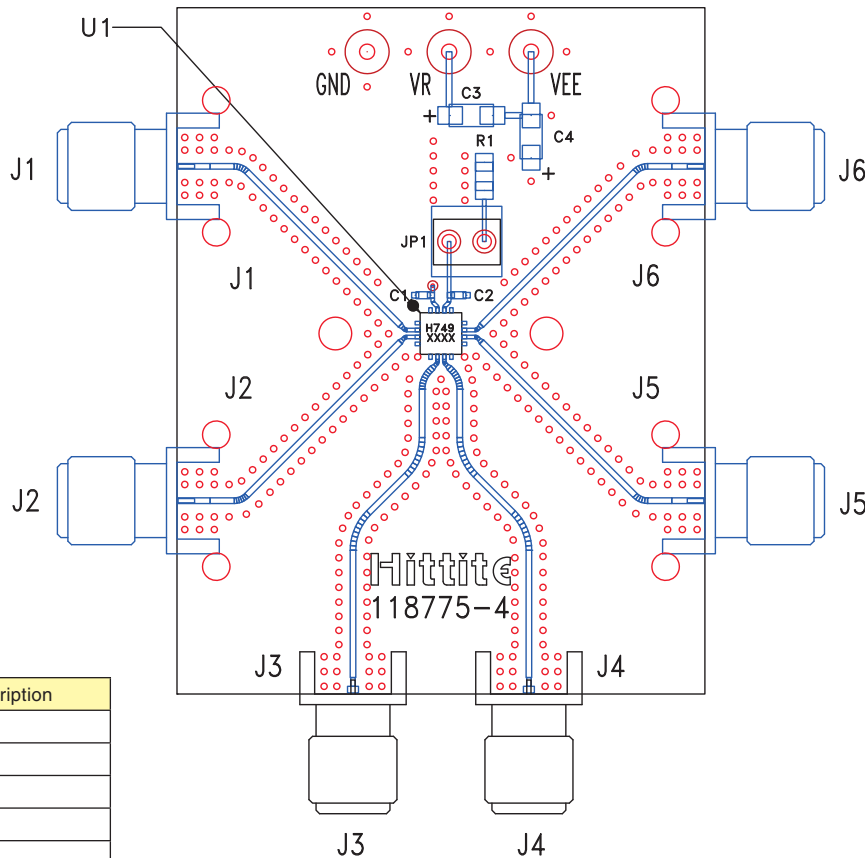 U1
GND VR VEE
C3
+
C4
R1
+
J1
J6
JP1
J1
J6
C1 C2
H749
XXXX
J2
J5
J2
J5
Hittite
118775-4
J3
J4
ription
J3
J4